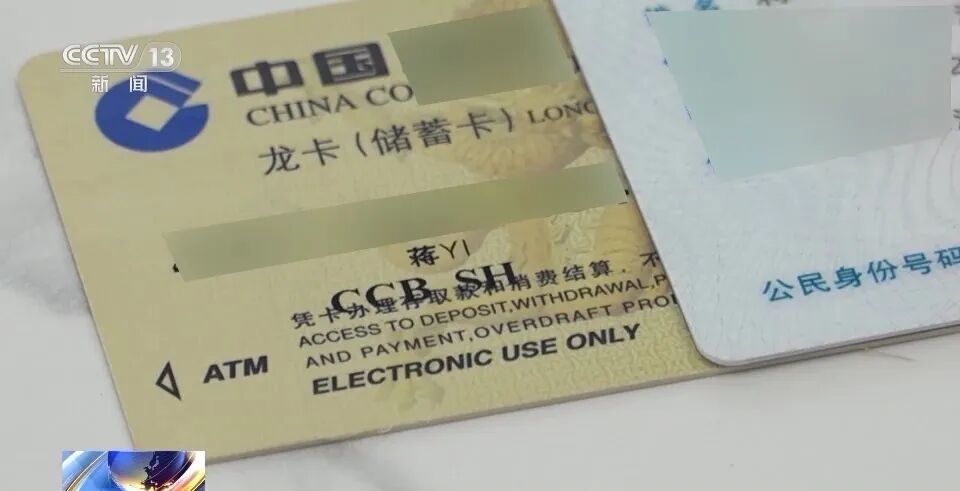 CCTV 13
新闻
中国
CHINA CO
龙卡(储蓄卡) LONG
蒋YI
CCB SH
凭卡办理存取款和消费结算,不
ACCESS TO DEPOSIT,WITHDRAWAL,P
AND PAYMENT,OVERDRAFT PRO
ELECTRONIC USE ONLY
ATM
公民身份号码